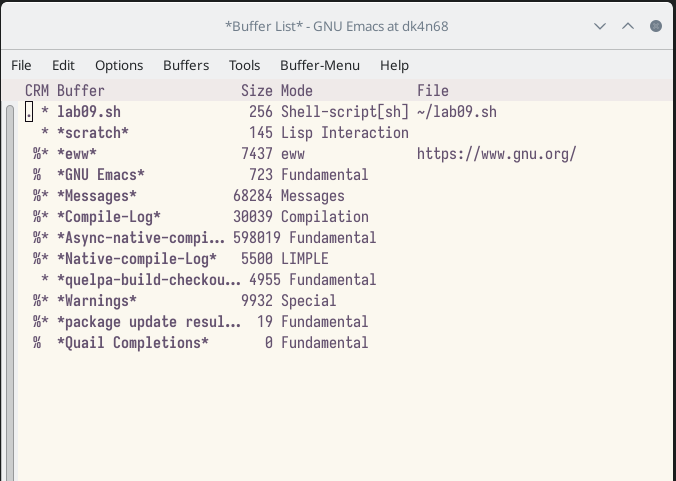 *Buffer List* - GNU Emacs at dk4n68
File Edit Options Buffers Tools Buffer-Menu Help
CRM Buffer Size Mode File
. * lab09.sh 256 Shell-script[sh] ~/lab09.sh
* *scratch* 145 Lisp Interaction
%* *eww* 7437 eww https://www.gnu.org/
% *GNU Emacs* 723 Fundamental
%* *Messages* 68284 Messages
%* *Compile-Log* 30039 Compilation
%* *Async-native-compi... 598019 Fundamental
%* *Native-compile-Log* 5500 LIMPLE
* *quelpa-build-checkou... 4955 Fundamental
%* *Warnings* 9932 Special
%* *package update resul... 19 Fundamental
% *Quail Completions* 0 Fundamental